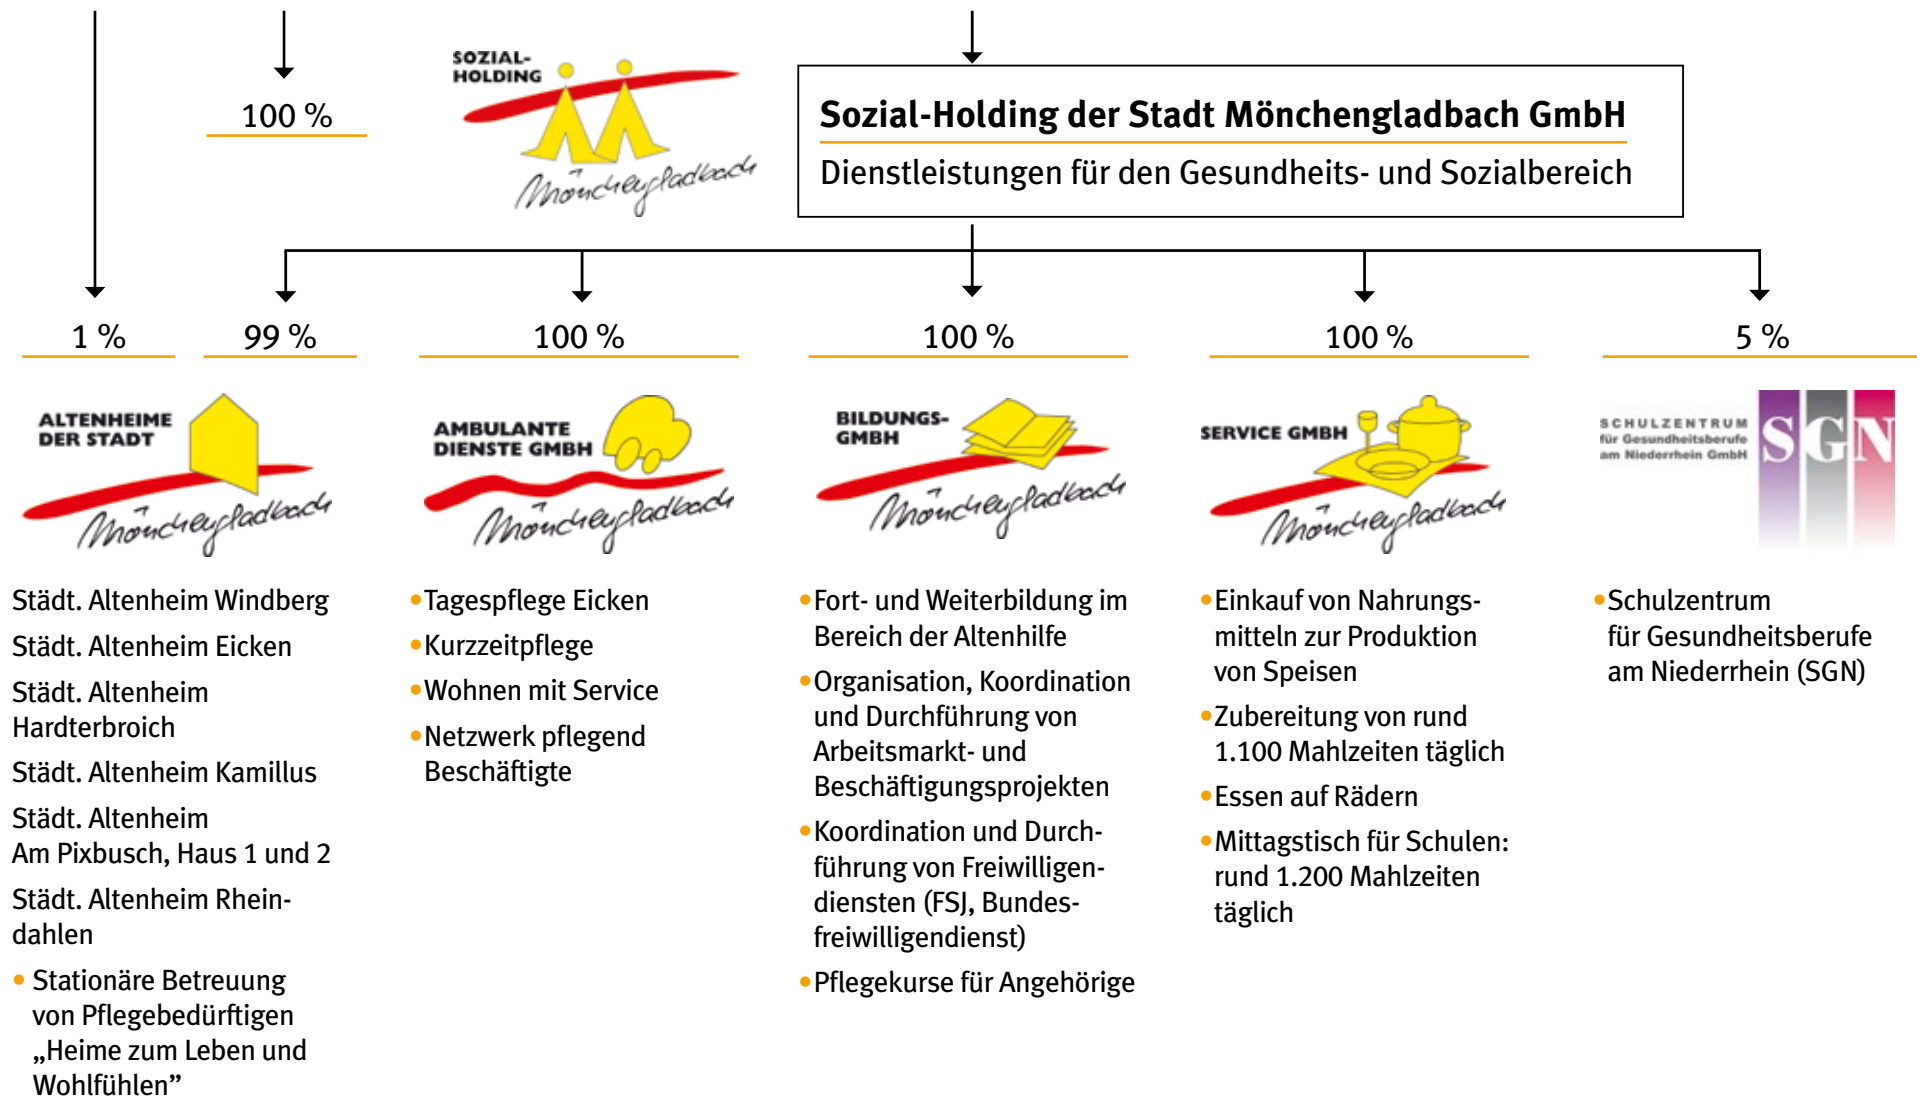 100 %
SOZIAL-
HOLDING
Mönchengladbach
Sozial-Holding der Stadt Mönchengladbach GmbH
Dienstleistungen für den Gesundheits- und Sozialbereich
1 %
99 %
100 %
100 %
100 %
5 %
ALTENHEIME
DER STADT
Mönchengladbach
Städt. Altenheim Windberg
Städt. Altenheim Eicken
Städt. Altenheim
Hardterbroich
Städt. Altenheim Kamillus
Städt. Altenheim
Am Pixbusch, Haus 1 und 2
Städt. Altenheim Rhein-
dahlen
• Stationäre Betreuung
von Pflegebedürftigen
„Heime zum Leben und
Wohlfühlen”
AMBULANTE
DIENSTE GMBH
Mönchengladbach
•Tagespflege Eicken
•Kurzzeitpflege
•Wohnen mit Service
•Netzwerk pflegend
Beschäftigte
BILDUNGS-
GMBH
Mönchengladbach
•Fort- und Weiterbildung im
Bereich der Altenhilfe
•Organisation, Koordination
und Durchführung von
Arbeitsmarkt- und
Beschäftigungsprojekten
•Koordination und Durch-
führung von Freiwilligen-
diensten (FSJ, Bundes-
freiwilligendienst)
•Pflegekurse für Angehörige
SERVICE GMBH
Mönchengladbach
•Einkauf von Nahrungs-
mitteln zur Produktion
von Speisen
•Zubereitung von rund
1.100 Mahlzeiten täglich
•Essen auf Rädern
•Mittagstisch für Schulen:
rund 1.200 Mahlzeiten
täglich
SCHULZENTRUM
für Gesundheitsberufe
am Niederrhein GmbH
SGN
•Schulzentrum
für Gesundheitsberufe
am Niederrhein (SGN)